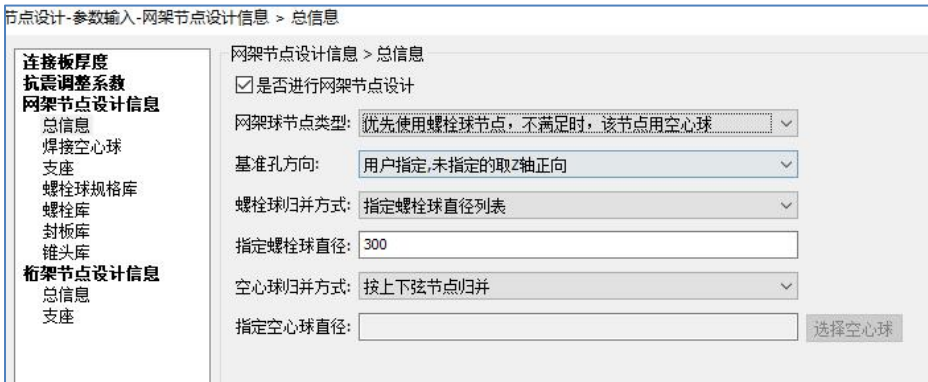 节点设计-参数输入-网架节点设计信息 > 总信息
连接板厚度
抗震调整系数
网架节点设计信息
总信息
焊接空心球
支座
螺栓球规格库
螺栓库
封板库
锥头库
桁架节点设计信息
总信息
支座
网架节点设计信息 > 总信息
是否进行网架节点设计
网架球节点类型: 优先使用螺栓球节点，不满足时，该节点用空心球
基准孔方向: 用户指定,未指定的取Z轴正向
螺栓球归并方式: 指定螺栓球直径列表
指定螺栓球直径: 300
空心球归并方式: 按上下弦节点归并
指定空心球直径: 选择空心球